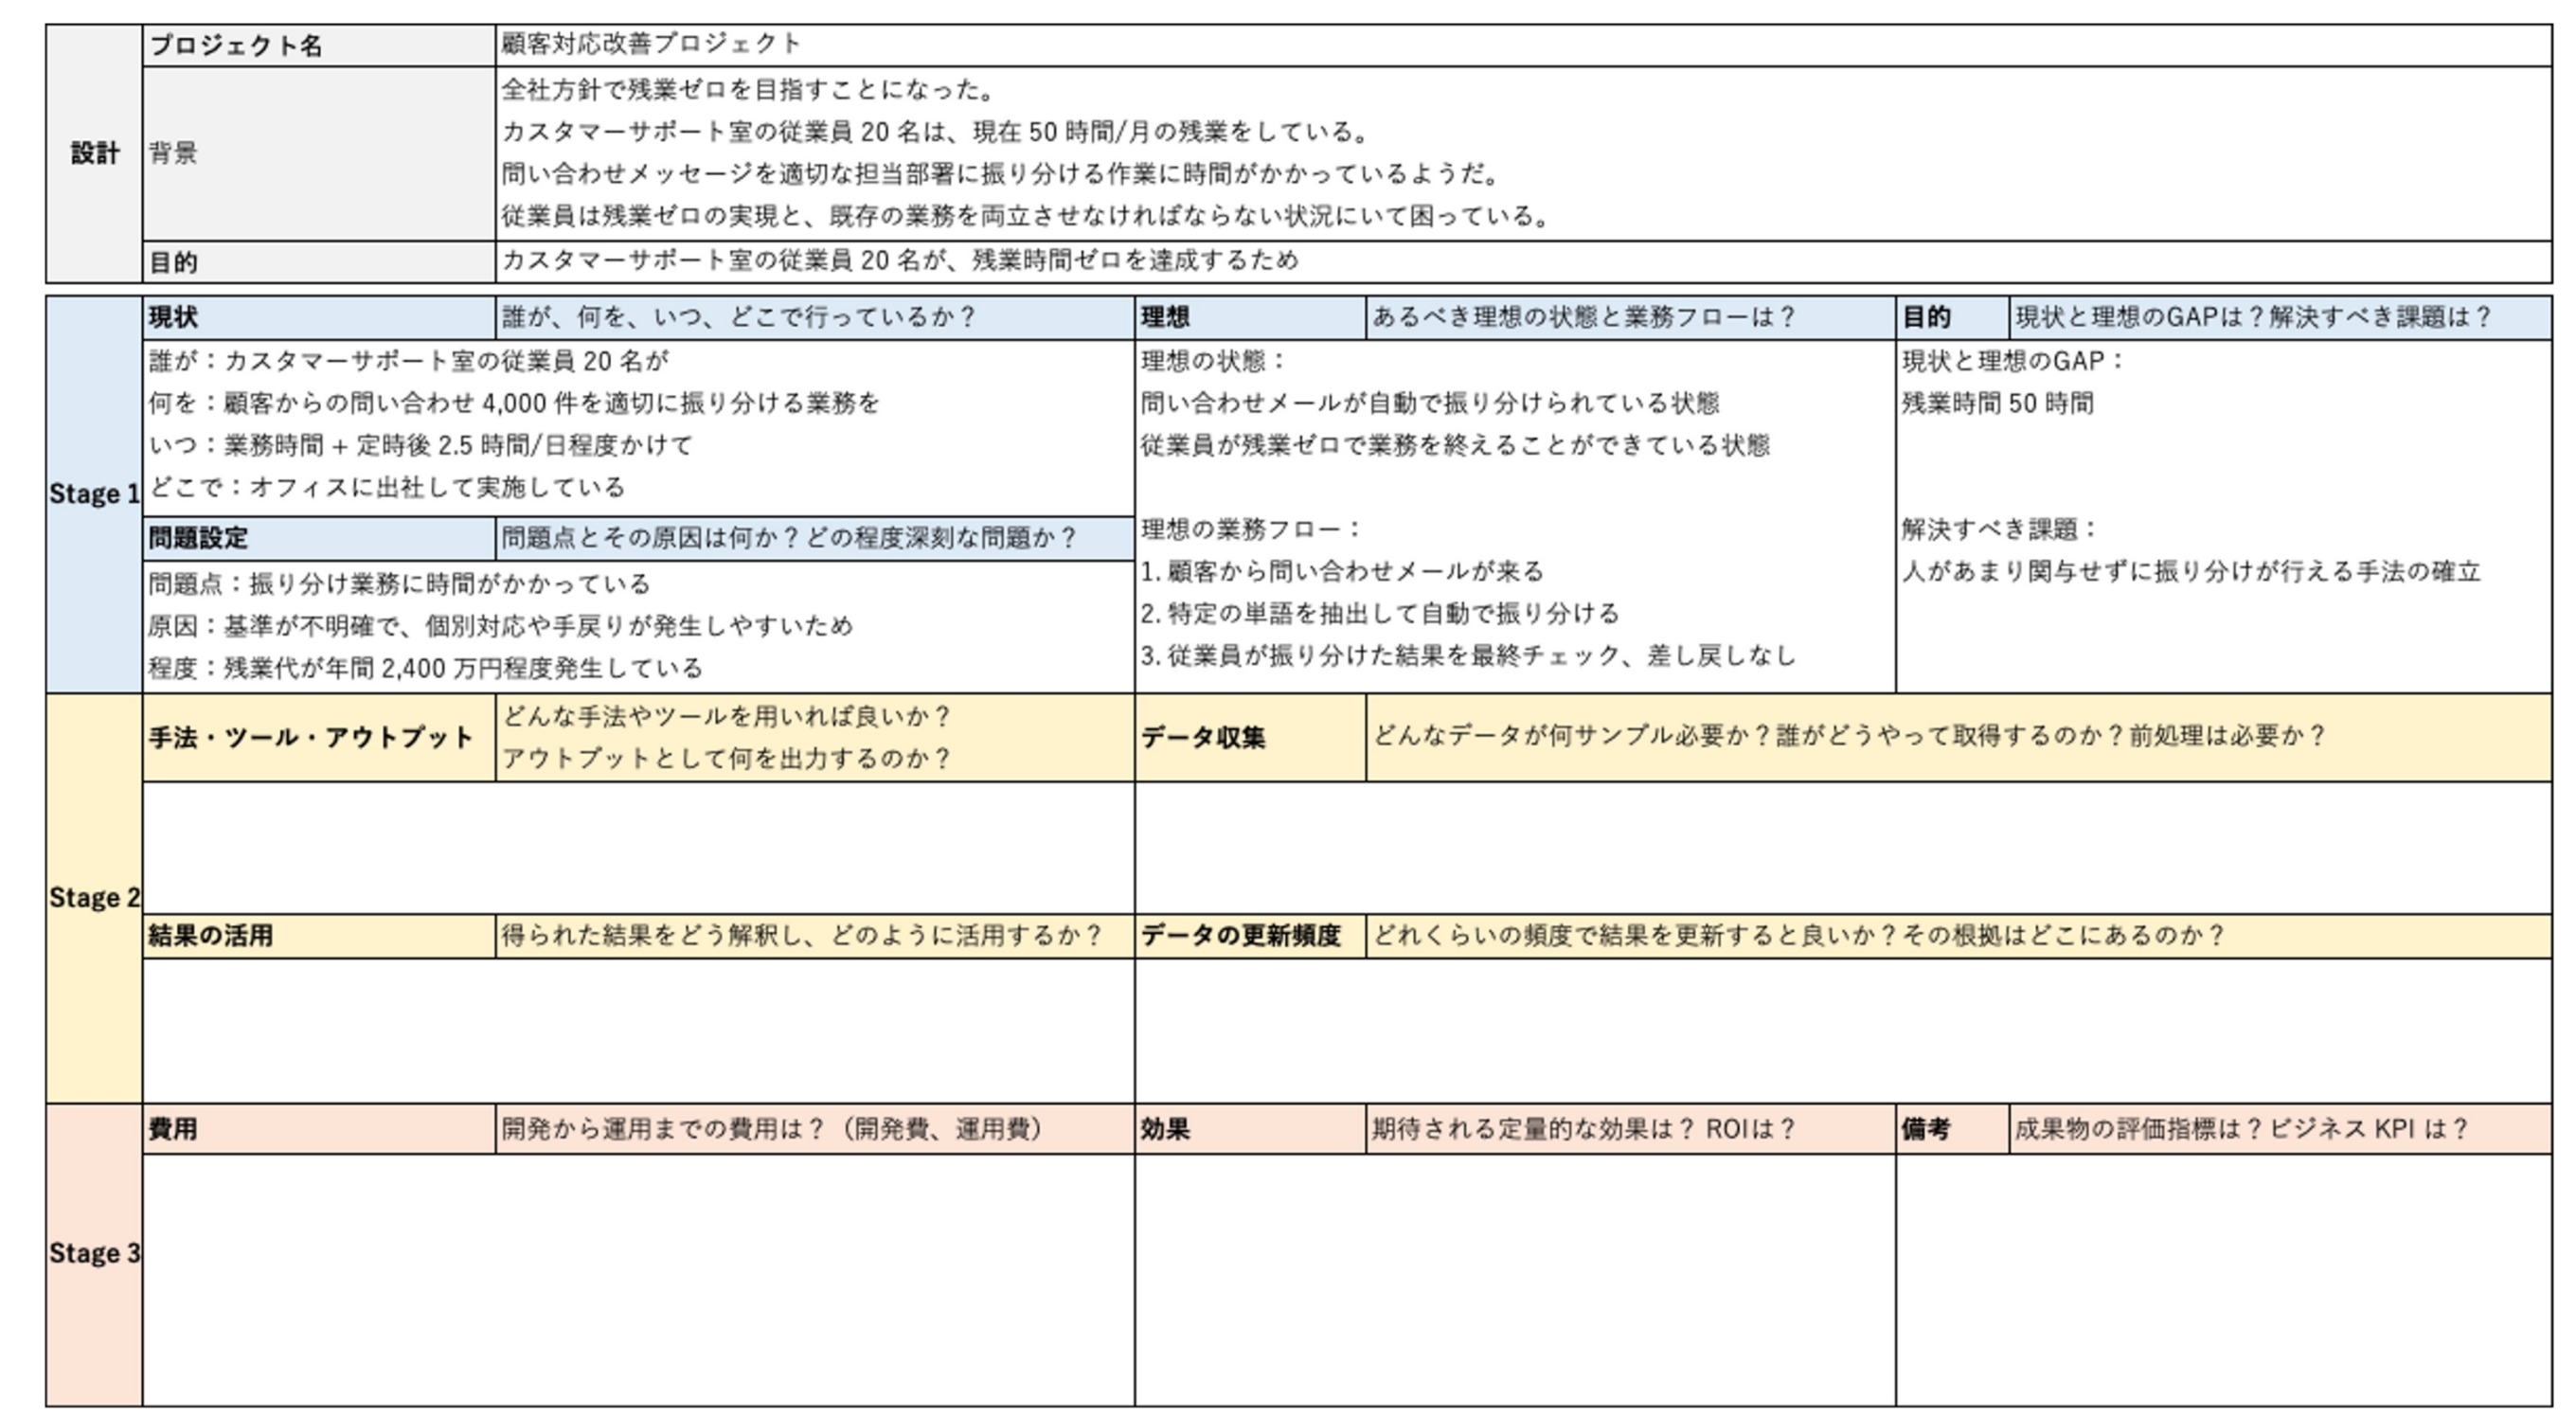 設計
プロジェクト名
顧客対応改善プロジェクト
背景
全社方針で残業ゼロを目指すことになった。
カスタマーサポート室の従業員 20 名は、現在 50 時間/月の残業をしている。
問い合わせメッセージを適切な担当部署に振り分ける作業に時間がかかっているようだ。
従業員は残業ゼロの実現と、既存の業務を両立させなければならない状況にいて困っている。
目的
カスタマーサポート室の従業員 20 名が、残業時間ゼロを達成するため
Stage 1
現状
誰が、何を、いつ、どこで行っているか？
誰が：カスタマーサポート室の従業員 20 名が
何を：顧客からの問い合わせ 4,000 件を適切に振り分ける業務を
いつ：業務時間 + 定時後 2.5 時間/日程度かけて
どこで：オフィスに出社して実施している
問題設定
問題点とその原因は何か？どの程度深刻な問題か？
問題点：振り分け業務に時間がかかっている
原因：基準が不明確で、個別対応や手戻りが発生しやすいため
程度：残業代が年間 2,400 万円程度発生している
理想
あるべき理想の状態と業務フローは？
理想の状態：
問い合わせメールが自動で振り分けられている状態
従業員が残業ゼロで業務を終えることができている状態
理想の業務フロー：
1. 顧客から問い合わせメールが来る
2. 特定の単語を抽出して自動で振り分ける
3. 従業員が振り分けた結果を最終チェック、差し戻しなし
目的
現状と理想のGAPは？解決すべき課題は？
現状と理想のGAP：
残業時間 50 時間
解決すべき課題：
人があまり関与せずに振り分けが行える手法の確立
Stage 2
手法・ツール・アウトプット
どんな手法やツールを用いれば良いか？
アウトプットとして何を出力するのか？
データ収集
どんなデータが何サンプル必要か？誰がどうやって取得するのか？前処理は必要か？
結果の活用
得られた結果をどう解釈し、どのように活用するか？
データの更新頻度
どれくらいの頻度で結果を更新すると良いか？その根拠はどこにあるのか？
Stage 3
費用
開発から運用までの費用は？（開発費、運用費）
効果
期待される定量的な効果は？ ROIは？
備考
成果物の評価指標は？ビジネス KPI は？